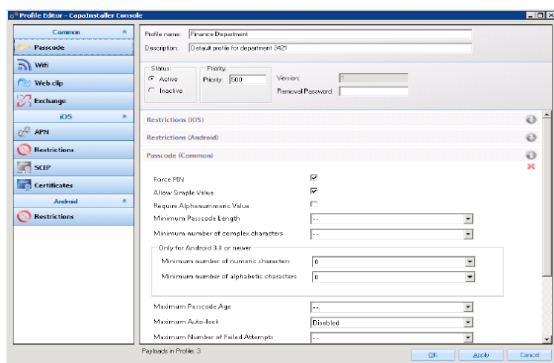 Profile Editor - CapaInstaller Console
Common
Passcode
Wifi
Web clip
Exchange
iOS
APN
Restrictions
SCEP
Certificates
Android
Restrictions
Profile name: Finance Department
Description: Default profile for department 3421
Status:
Active
Inactive
Priority:
Priority: 500
Version: 1
Removal Password:
Restrictions (iOS)
Restrictions (Android)
Passcode (Common)
Force PIN
Allow Simple Value
Require Alphanumeric Value
Minimum Passcode Length --
Minimum number of complex characters --
Only for Android 3.0 or newer
Minimum number of numeric characters 0
Minimum number of alphabetic characters 0
Maximum Passcode Age --
Maximum Auto-lock Disabled
Maximum Number of Failed Attempts --
Payloads in Profile: 3
OK Apply Cancel